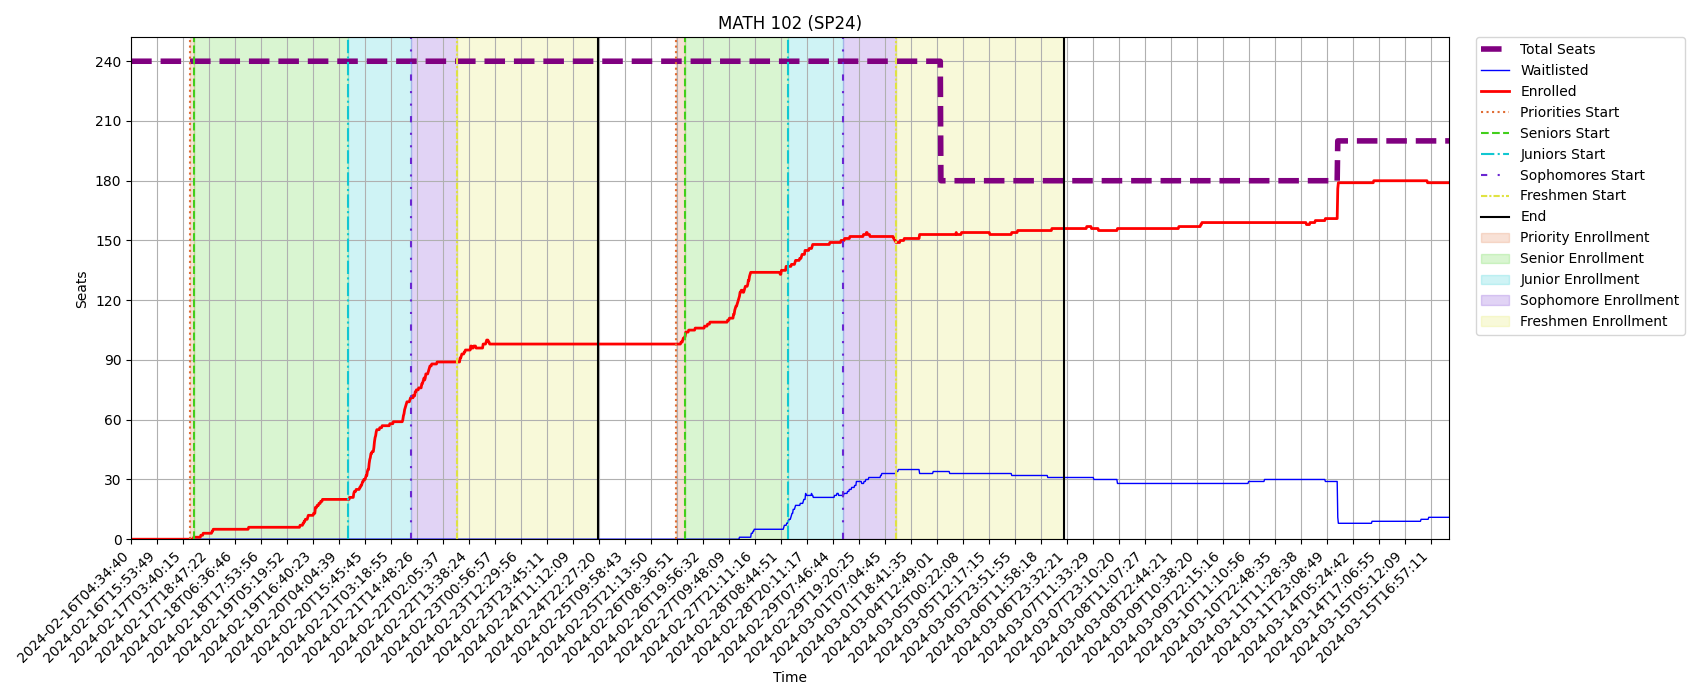 MATH 102 (SP24)
Total Seats
Waitlisted
Enrolled
Priorities Start
Seniors Start
Juniors Start
Sophomores Start
Freshmen Start
End
Priority Enrollment
Senior Enrollment
Junior Enrollment
Sophomore Enrollment
Freshmen Enrollment
Seats
240
210
180
150
120
90
60
30
0
2024-02-16T04:34:40
2024-02-16T15:53:49
2024-02-17T03:40:15
2024-02-17T18:47:22
2024-02-18T06:36:46
2024-02-18T17:53:56
2024-02-19T05:19:52
2024-02-19T16:40:23
2024-02-20T04:04:39
2024-02-20T15:45:45
2024-02-21T03:18:55
2024-02-21T14:48:26
2024-02-22T02:05:37
2024-02-22T13:38:24
2024-02-23T00:56:57
2024-02-23T12:29:56
2024-02-23T23:45:11
2024-02-24T11:12:09
2024-02-24T22:27:20
2024-02-25T09:58:43
2024-02-25T21:13:50
2024-02-26T08:36:51
2024-02-26T19:56:32
2024-02-27T09:48:09
2024-02-27T21:11:16
2024-02-28T08:44:51
2024-02-28T20:11:17
2024-02-29T07:46:44
2024-02-29T19:20:25
2024-03-01T07:04:45
2024-03-01T18:41:35
2024-03-04T12:49:01
2024-03-05T00:22:08
2024-03-05T12:17:15
2024-03-05T23:51:55
2024-03-06T11:58:18
2024-03-06T23:32:21
2024-03-07T11:33:29
2024-03-07T23:10:20
2024-03-08T11:07:27
2024-03-08T22:44:21
2024-03-09T10:38:20
2024-03-09T22:15:16
2024-03-10T11:10:56
2024-03-10T22:48:35
2024-03-11T11:28:38
2024-03-11T23:08:49
2024-03-14T05:24:42
2024-03-14T17:06:55
2024-03-15T05:12:09
2024-03-15T16:57:11
Time